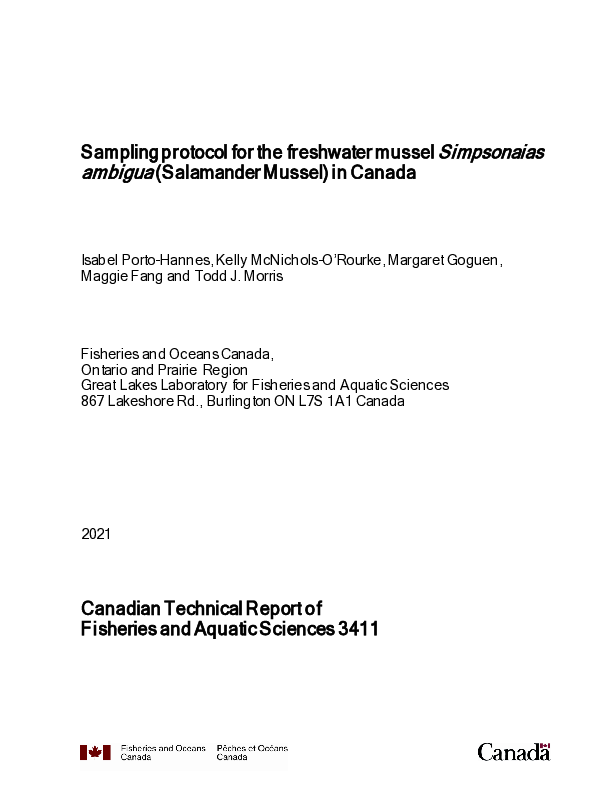 Sampling protocol for the freshwater mussel Simpsonaias
ambigua (Salamander Mussel) in Canada
Isabel Porto-Hannes, Kelly McNichols-O'Rourke, Margaret Goguen,
Maggie Fang and Todd J. Morris
Fisheries and Oceans Canada,
Ontario and Prairie Region
Great Lakes Laboratory for Fisheries and Aquatic Sciences
867 Lakeshore Rd., Burlington ON L7S 1A1 Canada
2021
Canadian Technical Report of
Fisheries and Aquatic Sciences 3411
Fisheries and Oceans Pêches et Océans
Canada Canada
Canada